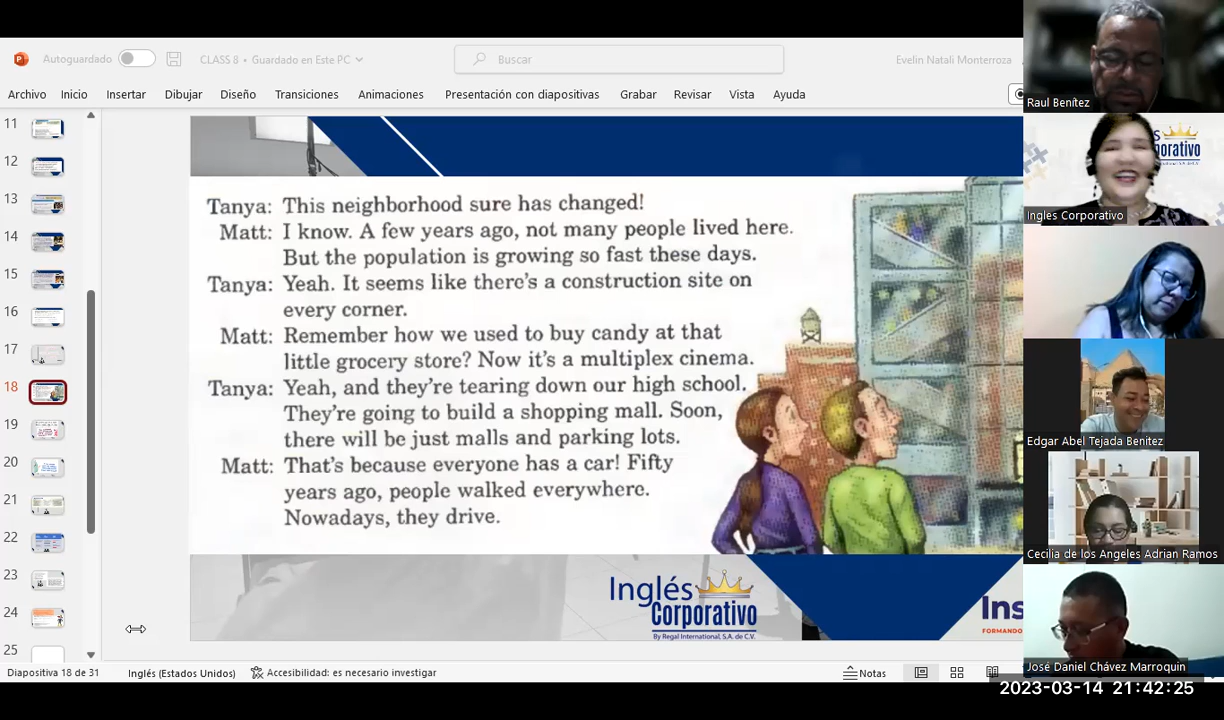 Autoguardado
CLASS 8 • Guardado en Este PC
Buscar
Evelin Natali Monterroza
Archivo Inicio Insertar Dibujar Diseño Transiciones Animaciones Presentación con diapositivas Grabar Revisar Vista Ayuda
11
12
13
14
15
16
17
18
19
20
21
22
23
24
25
Tanya: This neighborhood sure has changed!
Matt: I know. A few years ago, not many people lived here.
But the population is growing so fast these days.
Tanya: Yeah. It seems like there's a construction site on
every corner.
Matt: Remember how we used to buy candy at that
little grocery store? Now it's a multiplex cinema.
Tanya: Yeah, and they're tearing down our high school.
They're going to build a shopping mall. Soon,
there will be just malls and parking lots.
Matt: That's because everyone has a car! Fifty
years ago, people walked everywhere.
Nowadays, they drive.
Inglés
Corporativo
By Regal International, S.A. de C.V.
Ins
FORMANDO
Diapositiva 18 de 31
Inglés (Estados Unidos)
Accesibilidad: es necesario investigar
Notas
Raul Benítez
Ingles Corporativo
Edgar Abel Tejada Benitez
Cecilia de los Angeles Adrian Ramos
José Daniel Chávez Marroquin
2023-03-14 21:42:25